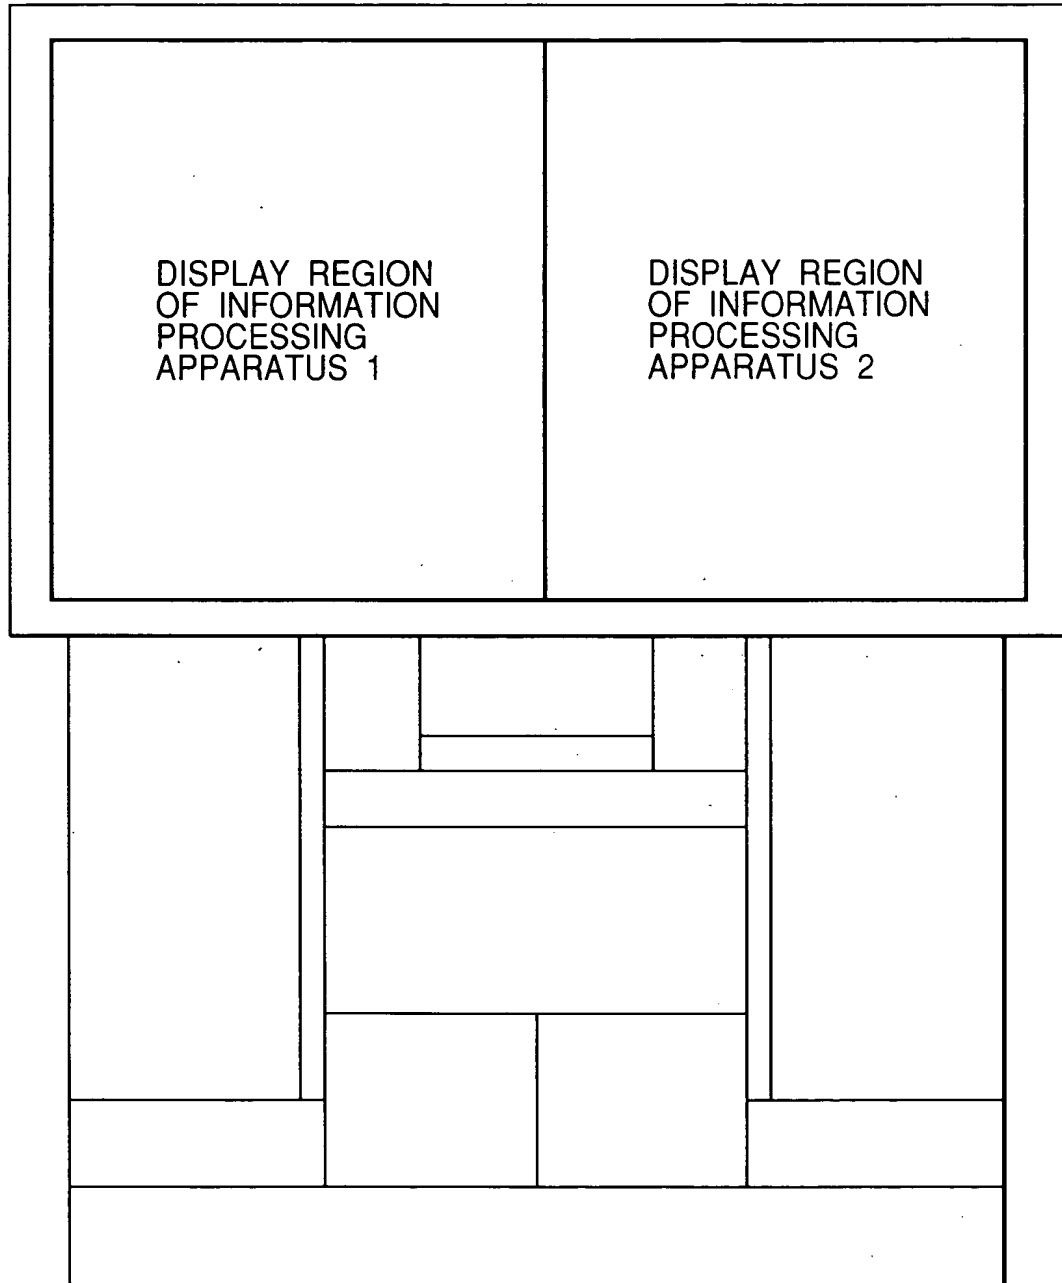 DISPLAY REGION
OF INFORMATION
PROCESSING
APPARATUS 1
DISPLAY REGION
OF INFORMATION
PROCESSING
APPARATUS 2